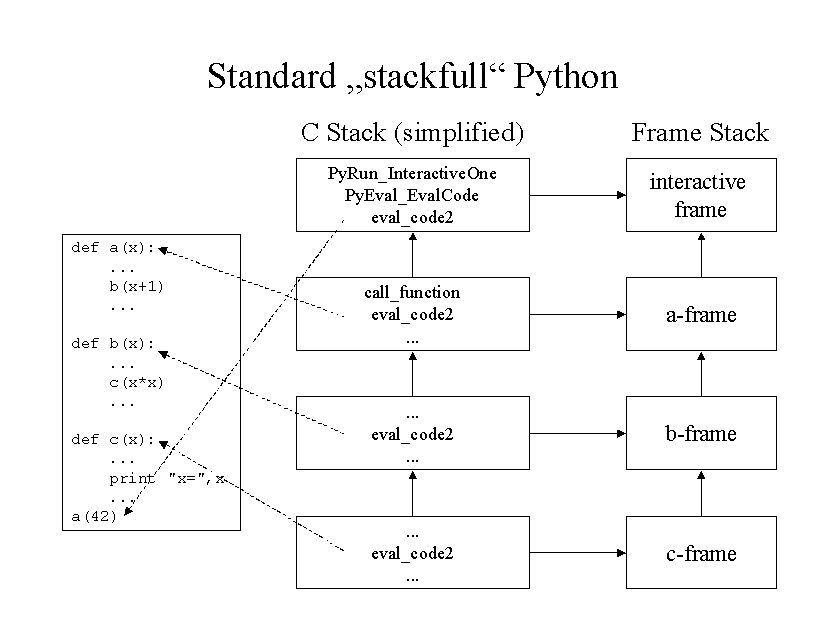 Standard „stackfull“ Python
C Stack (simplified)
Frame Stack
PyRun_InteractiveOne
PyEval_EvalCode
eval_code2
interactive
frame
def a(x):
...
b(x+1)
...
def b(x):
...
c(x*x)
...
def c(x):
...
print "x=",x
...
a(42)
call_function
eval_code2
...
a-frame
...
eval_code2
...
b-frame
...
eval_code2
...
c-frame